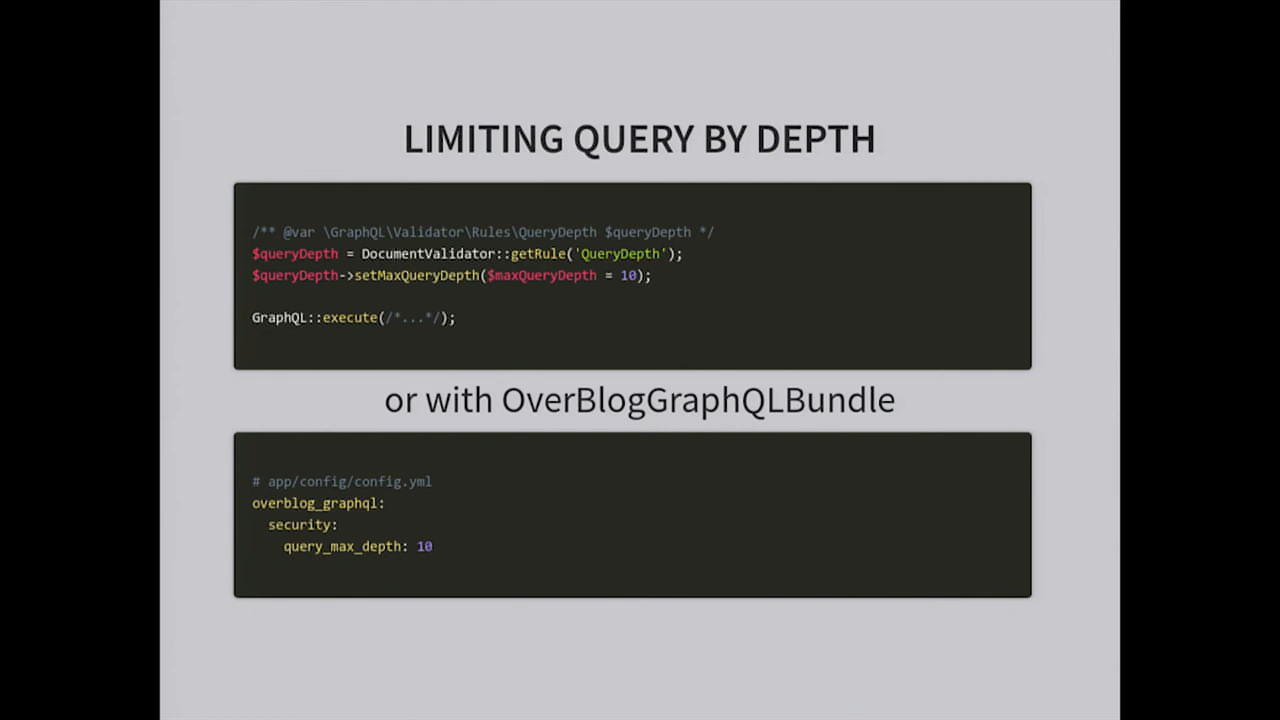 LIMITING QUERY BY DEPTH
/** @var \GraphQL\Validator\Rules\QueryDepth $queryDepth */
$queryDepth = DocumentValidator::getRule('QueryDepth');
$queryDepth->setMaxQueryDepth($maxQueryDepth = 10);
GraphQL::execute(/*...*/);
or with OverBlogGraphQLBundle
# app/config/config.yml
overblog_graphql:
  security:
    query_max_depth: 10